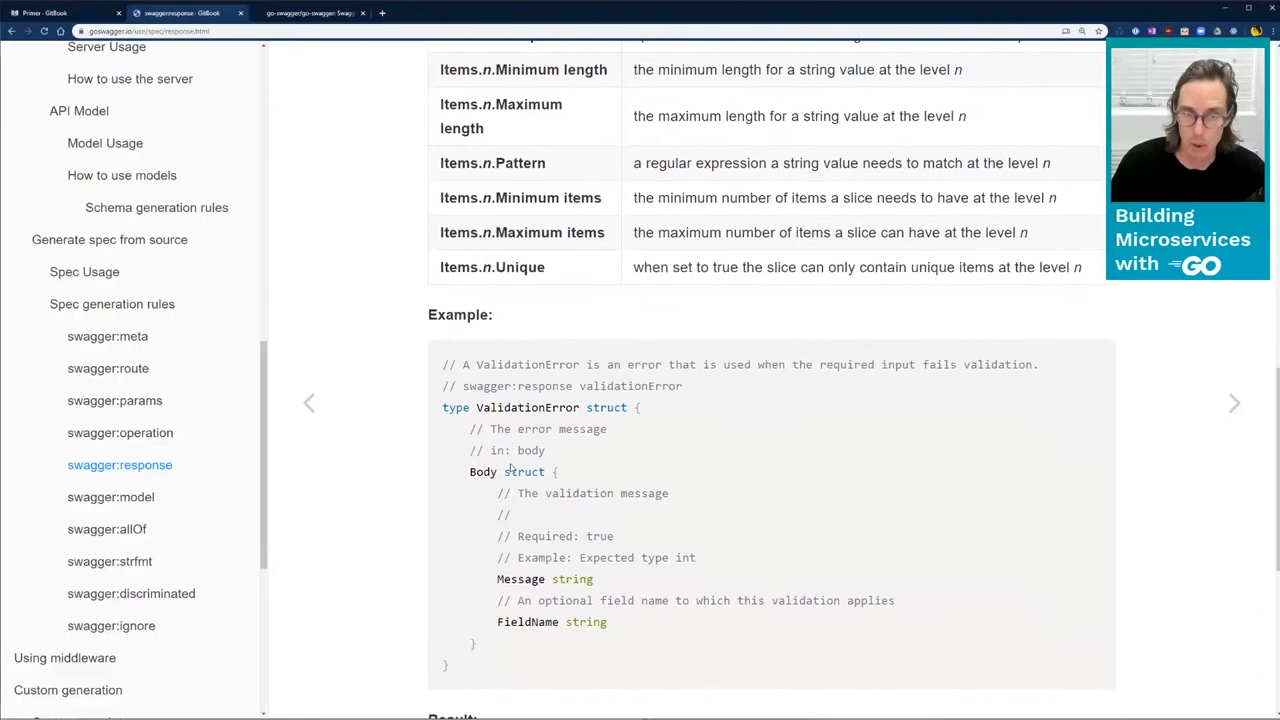 Primer - GitBook
swagger:response - GitBook
go-swagger/go-swagger: Swagg
goswagger.io/use/spec/response.html
Server Usage
How to use the server
API Model
Model Usage
How to use models
Schema generation rules
Generate spec from source
Spec Usage
Spec generation rules
swagger:meta
swagger:route
swagger:params
swagger:operation
swagger:response
swagger:model
swagger:allOf
swagger:strfmt
swagger:discriminated
swagger:ignore
Using middleware
Custom generation
Items.n.Minimum length the minimum length for a string value at the level n
Items.n.Maximum length the maximum length for a string value at the level n
Items.n.Pattern a regular expression a string value needs to match at the level n
Items.n.Minimum items the minimum number of items a slice needs to have at the level n
Items.n.Maximum items the maximum number of items a slice can have at the level n
Items.n.Unique when set to true the slice can only contain unique items at the level n
Example:
// A ValidationError is an error that is used when the required input fails validation.
// swagger:response validationError
type ValidationError struct {
// The error message
// in: body
Body struct {
// The validation message
//
// Required: true
// Example: Expected type int
Message string
// An optional field name to which this validation applies
FieldName string
}
}
Result:
Building
Microservices
with GO